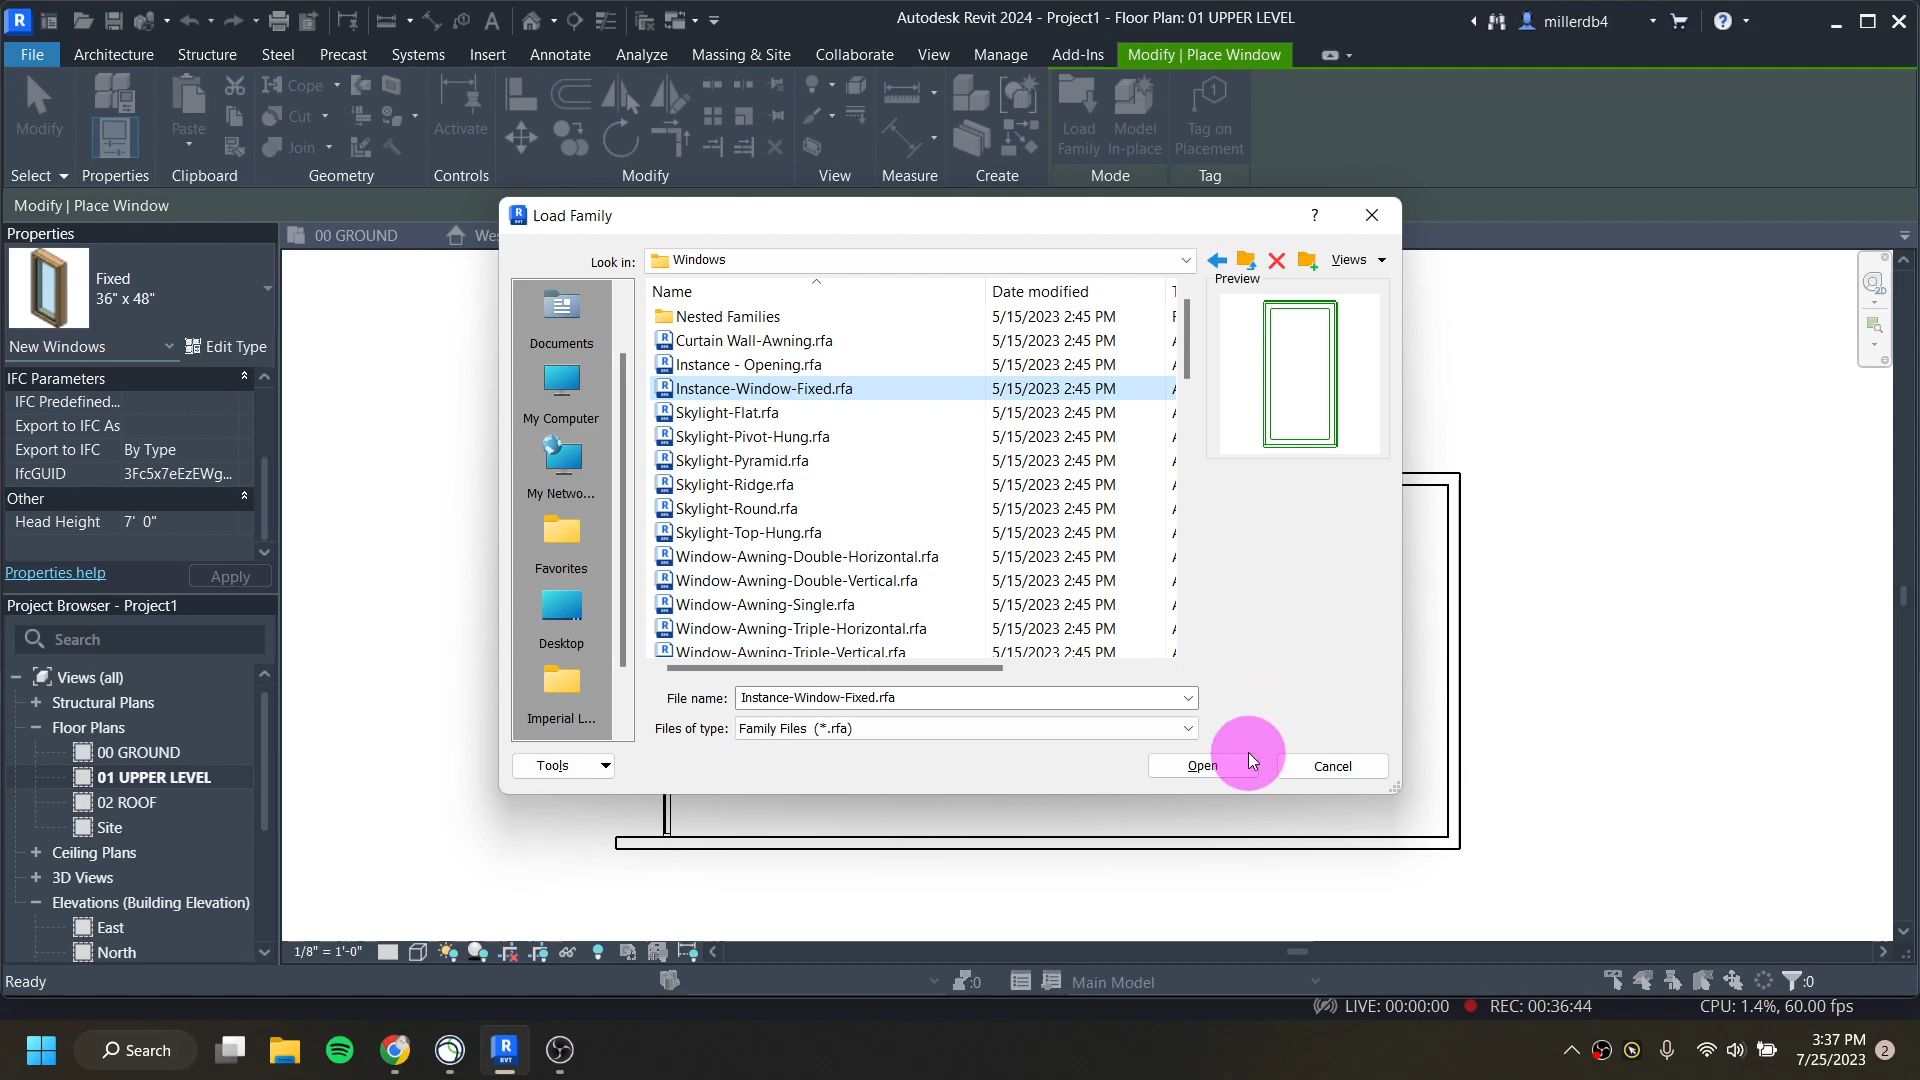 Autodesk Revit 2024 - Project1 - Floor Plan: 01 UPPER LEVEL
millerdb4
File Architecture Structure Steel Precast Systems Insert Annotate Analyze Massing & Site Collaborate View Manage Add-Ins Modify | Place Window
Modify
Paste
Cope
Cut
Join
Activate
Load Family
Model In-place
Tag on Placement
Select Properties Clipboard Geometry Controls Modify View Measure Create Mode Tag
Modify | Place Window
Properties
Fixed
36" x 48"
New Windows
Edit Type
IFC Parameters
IFC Predefined...
Export to IFC As
Export to IFC By Type
IfcGUID 3Fc5x7eEzEWg...
Other
Head Height 7' 0"
Properties help
Apply
Project Browser - Project1
Search
Views (all)
Structural Plans
Floor Plans
00 GROUND
01 UPPER LEVEL
02 ROOF
Site
Ceiling Plans
3D Views
Elevations (Building Elevation)
East
North
00 GROUND
Wes
Load Family
?
Look in: Windows
Views
Preview
Documents
My Computer
My Netwo...
Favorites
Desktop
Imperial L...
Name Date modified
Nested Families 5/15/2023 2:45 PM
Curtain Wall-Awning.rfa 5/15/2023 2:45 PM
Instance - Opening.rfa 5/15/2023 2:45 PM
Instance-Window-Fixed.rfa 5/15/2023 2:45 PM
Skylight-Flat.rfa 5/15/2023 2:45 PM
Skylight-Pivot-Hung.rfa 5/15/2023 2:45 PM
Skylight-Pyramid.rfa 5/15/2023 2:45 PM
Skylight-Ridge.rfa 5/15/2023 2:45 PM
Skylight-Round.rfa 5/15/2023 2:45 PM
Skylight-Top-Hung.rfa 5/15/2023 2:45 PM
Window-Awning-Double-Horizontal.rfa 5/15/2023 2:45 PM
Window-Awning-Double-Vertical.rfa 5/15/2023 2:45 PM
Window-Awning-Single.rfa 5/15/2023 2:45 PM
Window-Awning-Triple-Horizontal.rfa 5/15/2023 2:45 PM
Window-Awning-Triple-Vertical.rfa 5/15/2023 2:45 PM
File name: Instance-Window-Fixed.rfa
Files of type: Family Files (*.rfa)
Tools
Open
Cancel
1/8" = 1'-0"
Ready
:0
Main Model
:0
LIVE: 00:00:00 REC: 00:36:44 CPU: 1.4%, 60.00 fps
Search
3:37 PM
7/25/2023
2